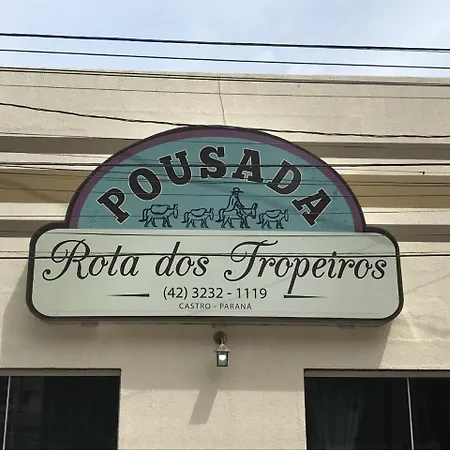 POUSADA
Rota dos Tropeiros
(42) 3232 - 1119
CASTRO - PARANÁ